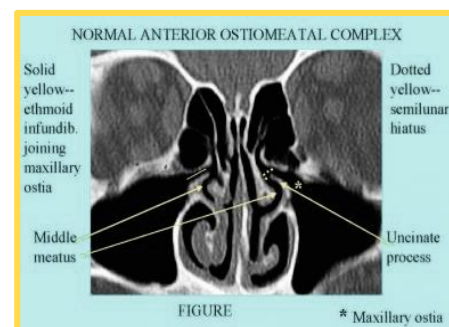 NORMAL ANTERIOR OSTIOMEATAL COMPLEX
Solid
yellow--
ethmoid
infundib.
joining
maxillary
ostia
Dotted
yellow--
semilunar
hiatus
*
Middle
meatus
Uncinate
process
FIGURE
* Maxillary ostia